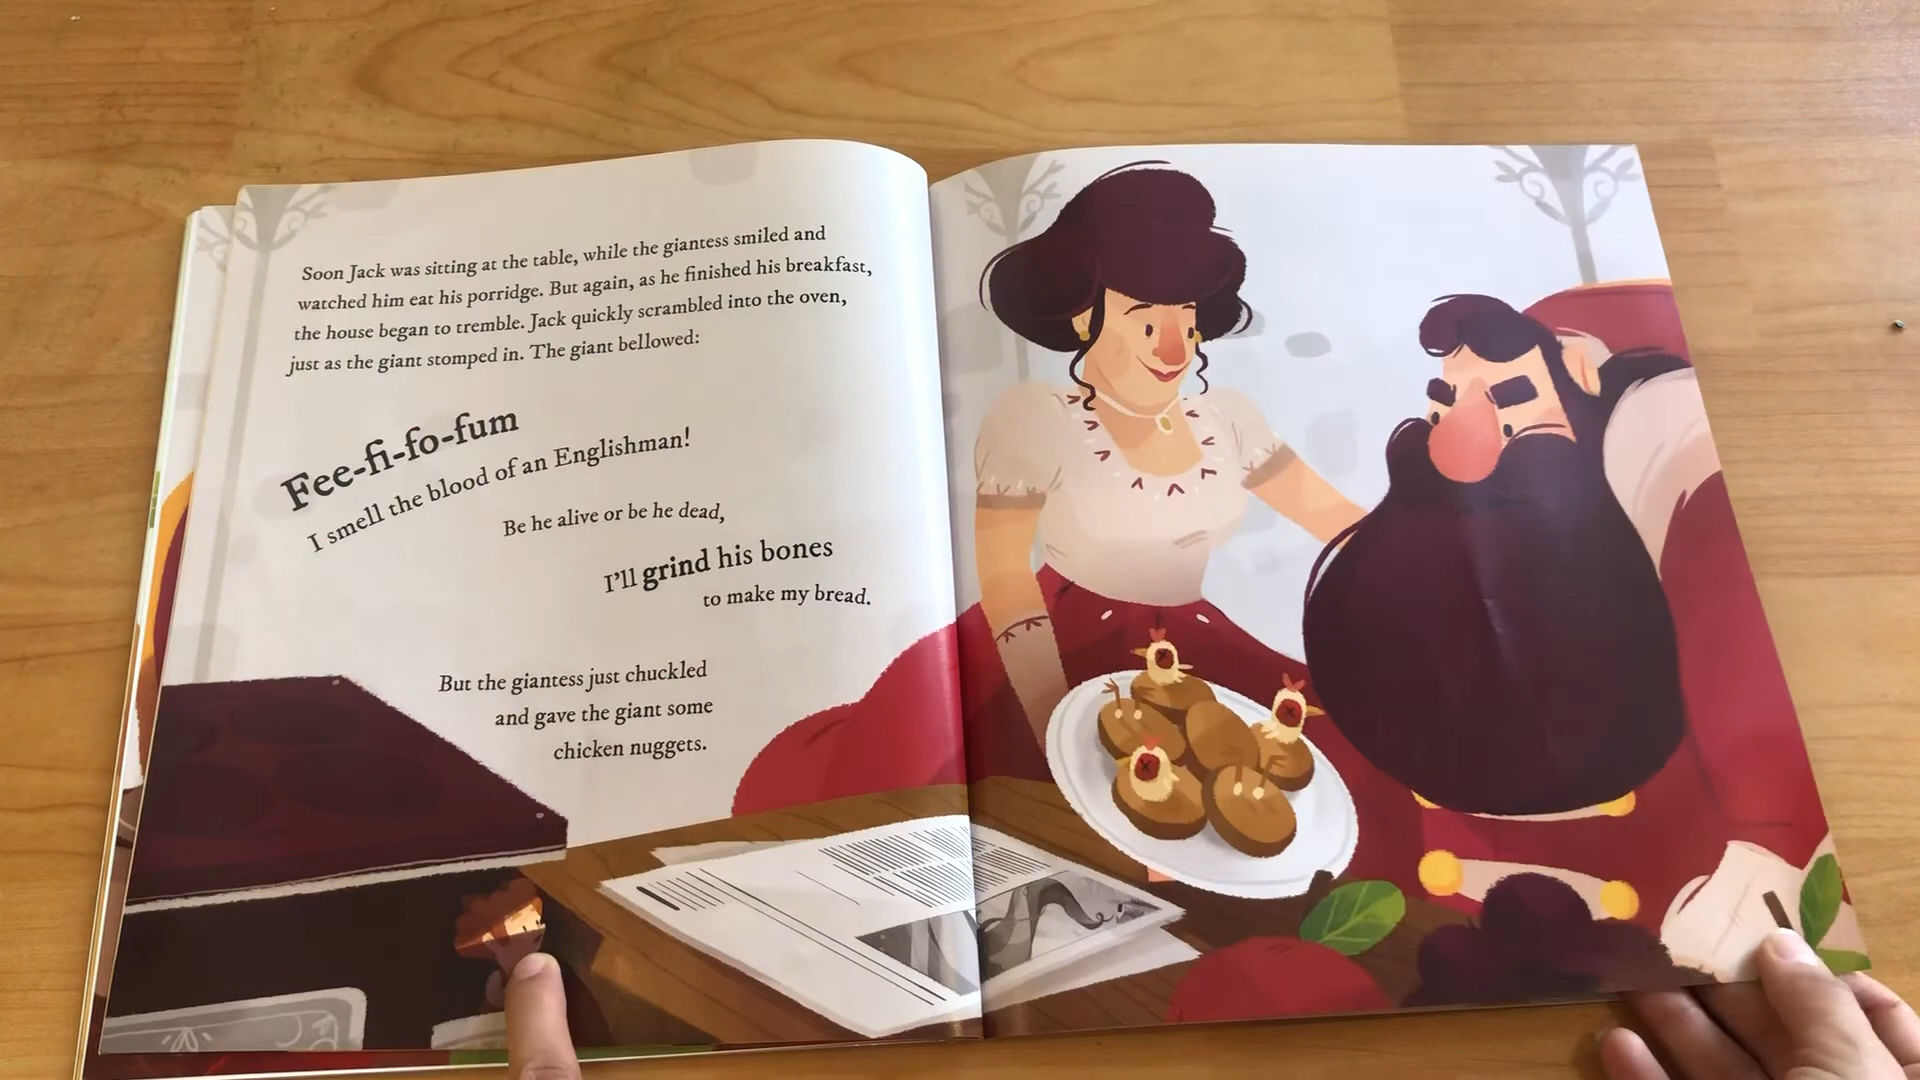 Soon Jack was sitting at the table, while the giantess smiled and
watched him eat his porridge. But again, as he finished his breakfast,
the house began to tremble. Jack quickly scrambled into the oven,
just as the giant stomped in. The giant bellowed:
Fee-fi-fo-fum
I smell the blood of an Englishman!
Be he alive or be he dead,
I'll grind his bones
to make my bread.
But the giantess just chuckled
and gave the giant some
chicken nuggets.